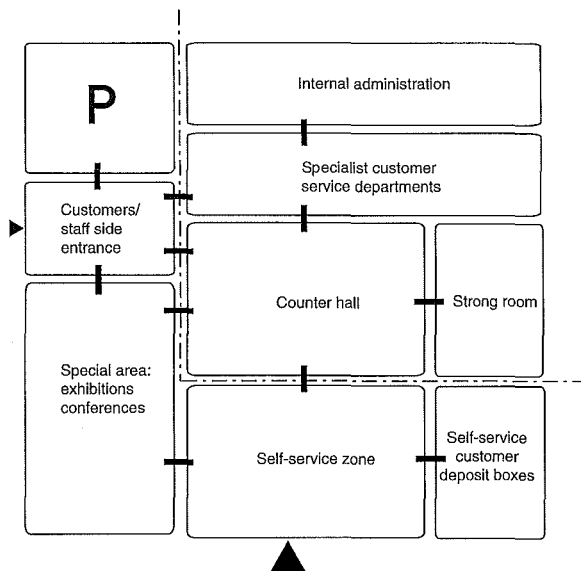 P
Internal administration
Specialist customer
service departments
Customers/
staff side
entrance
Counter hall
Strong room
Special area:
exhibitions
conferences
Self-service zone
Self-service
customer
deposit boxes